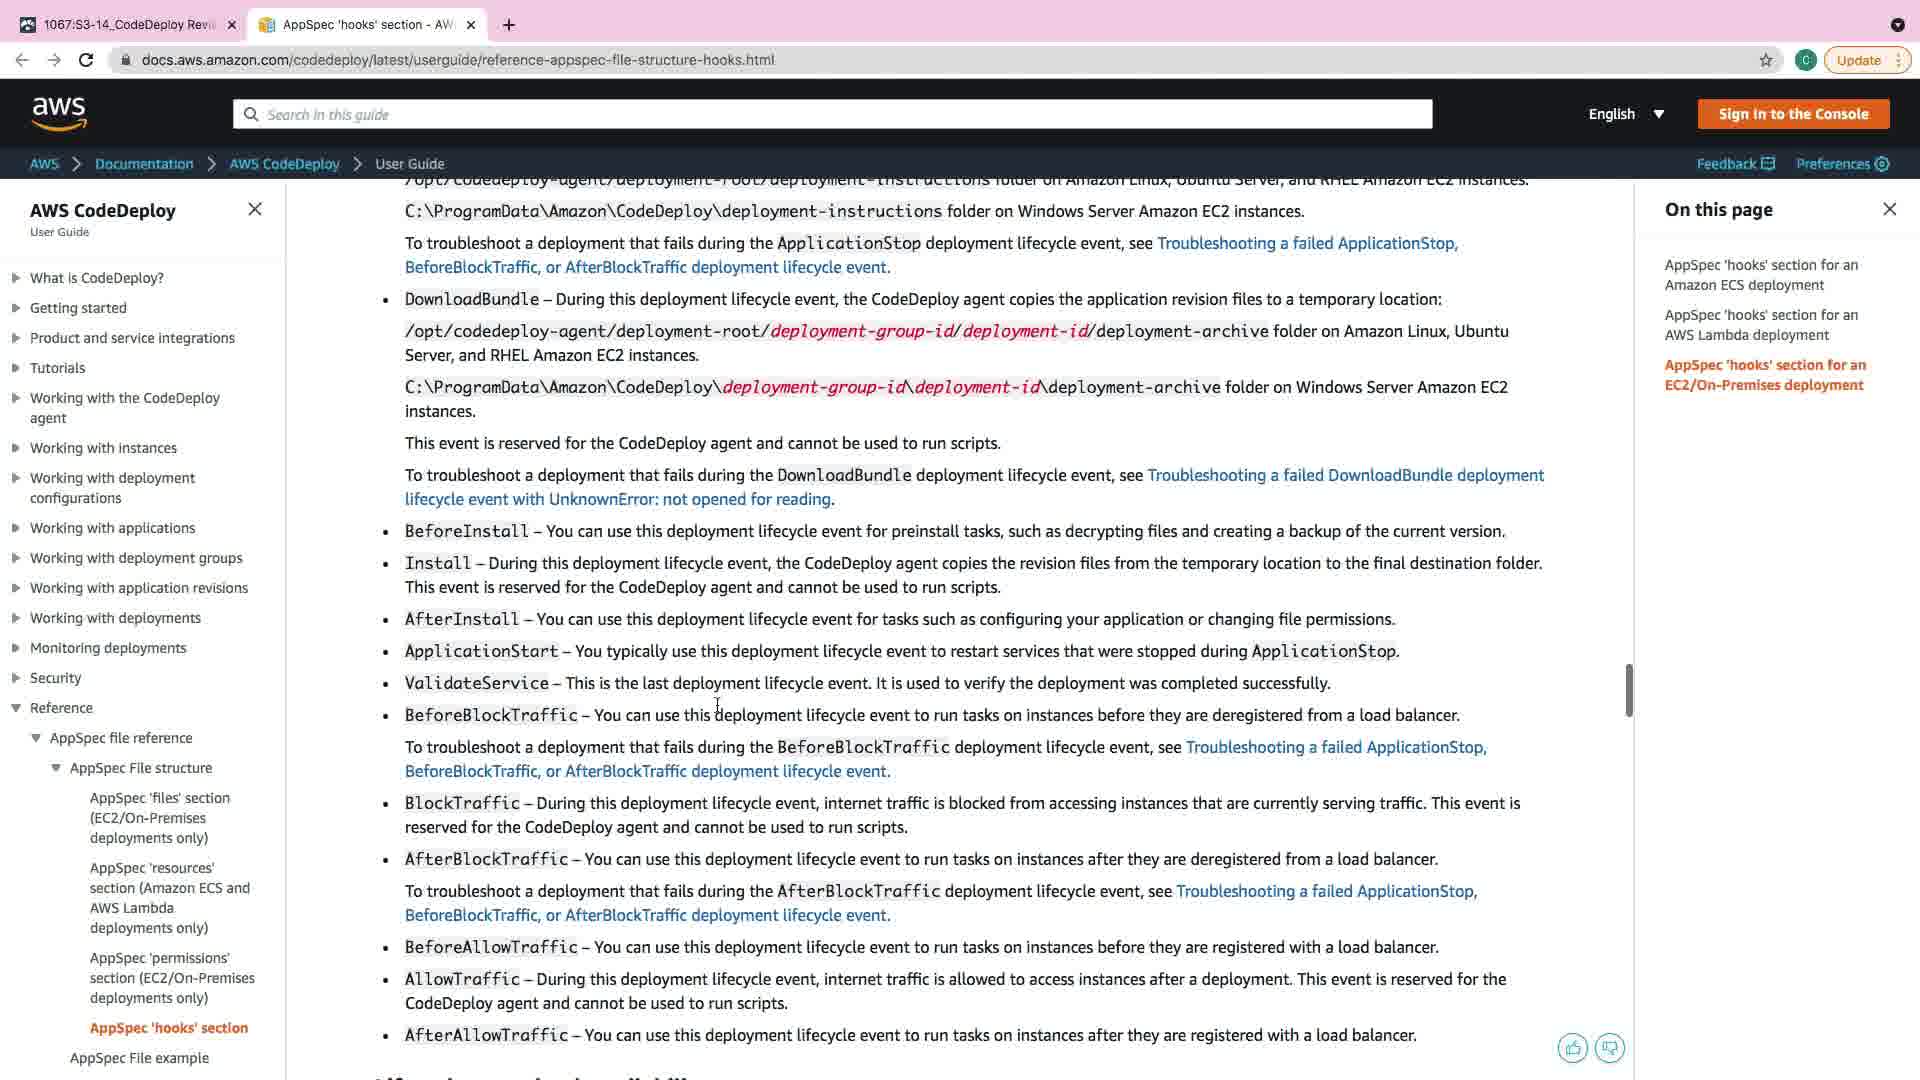 1067:S3-14_CodeDeploy Revi
AppSpec 'hooks' section - AW
docs.aws.amazon.com/codedeploy/latest/userguide/reference-appspec-file-structure-hooks.html
C
Update
aws
Search in this guide
English
Sign In to the Console
AWS
Documentation
AWS CodeDeploy
User Guide
Feedback
Preferences
AWS CodeDeploy
User Guide
What is CodeDeploy?
Getting started
Product and service integrations
Tutorials
Working with the CodeDeploy
agent
Working with instances
Working with deployment
configurations
Working with applications
Working with deployment groups
Working with application revisions
Working with deployments
Monitoring deployments
Security
Reference
AppSpec file reference
AppSpec File structure
AppSpec 'files' section
(EC2/On-Premises
deployments only)
AppSpec 'resources'
section (Amazon ECS and
AWS Lambda
deployments only)
AppSpec 'permissions'
section (EC2/On-Premises
deployments only)
AppSpec 'hooks' section
AppSpec File example
/opt/codedeploy-agent/deployment-root/deployment-instructions folder on Amazon Linux, Ubuntu Server, and RHEL Amazon EC2 instances.
C:\ProgramData\Amazon\CodeDeploy\deployment-instructions folder on Windows Server Amazon EC2 instances.
To troubleshoot a deployment that fails during the ApplicationStop deployment lifecycle event, see Troubleshooting a failed ApplicationStop,
BeforeBlockTraffic, or AfterBlockTraffic deployment lifecycle event.
• DownloadBundle – During this deployment lifecycle event, the CodeDeploy agent copies the application revision files to a temporary location:
/opt/codedeploy-agent/deployment-root/deployment-group-id/deployment-id/deployment-archive folder on Amazon Linux, Ubuntu
Server, and RHEL Amazon EC2 instances.
C:\ProgramData\Amazon\CodeDeploy\deployment-group-id\deployment-id\deployment-archive folder on Windows Server Amazon EC2
instances.
This event is reserved for the CodeDeploy agent and cannot be used to run scripts.
To troubleshoot a deployment that fails during the DownloadBundle deployment lifecycle event, see Troubleshooting a failed DownloadBundle deployment
lifecycle event with UnknownError: not opened for reading.
• BeforeInstall – You can use this deployment lifecycle event for preinstall tasks, such as decrypting files and creating a backup of the current version.
• Install – During this deployment lifecycle event, the CodeDeploy agent copies the revision files from the temporary location to the final destination folder.
This event is reserved for the CodeDeploy agent and cannot be used to run scripts.
• AfterInstall – You can use this deployment lifecycle event for tasks such as configuring your application or changing file permissions.
• ApplicationStart – You typically use this deployment lifecycle event to restart services that were stopped during ApplicationStop.
• ValidateService – This is the last deployment lifecycle event. It is used to verify the deployment was completed successfully.
• BeforeBlockTraffic – You can use this deployment lifecycle event to run tasks on instances before they are deregistered from a load balancer.
To troubleshoot a deployment that fails during the BeforeBlockTraffic deployment lifecycle event, see Troubleshooting a failed ApplicationStop,
BeforeBlockTraffic, or AfterBlockTraffic deployment lifecycle event.
• BlockTraffic – During this deployment lifecycle event, internet traffic is blocked from accessing instances that are currently serving traffic. This event is
reserved for the CodeDeploy agent and cannot be used to run scripts.
• AfterBlockTraffic – You can use this deployment lifecycle event to run tasks on instances after they are deregistered from a load balancer.
To troubleshoot a deployment that fails during the AfterBlockTraffic deployment lifecycle event, see Troubleshooting a failed ApplicationStop,
BeforeBlockTraffic, or AfterBlockTraffic deployment lifecycle event.
• BeforeAllowTraffic – You can use this deployment lifecycle event to run tasks on instances before they are registered with a load balancer.
• AllowTraffic – During this deployment lifecycle event, internet traffic is allowed to access instances after a deployment. This event is reserved for the
CodeDeploy agent and cannot be used to run scripts.
• AfterAllowTraffic – You can use this deployment lifecycle event to run tasks on instances after they are registered with a load balancer.
On this page
AppSpec 'hooks' section for an
Amazon ECS deployment
AppSpec 'hooks' section for an
AWS Lambda deployment
AppSpec 'hooks' section for an
EC2/On-Premises deployment